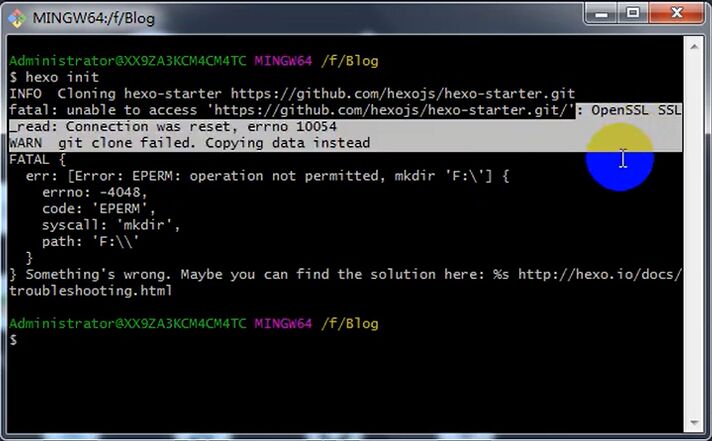 MINGW64:/f/Blog
Administrator@XX9ZA3KCM4CM4TC MINGW64 /f/Blog
$ hexo init
INFO  Cloning hexo-starter https://github.com/hexojs/hexo-starter.git
fatal: unable to access 'https://github.com/hexojs/hexo-starter.git/': OpenSSL SSL
_read: Connection was reset, errno 10054
WARN  git clone failed. Copying data instead
FATAL {
  err: [Error: EPERM: operation not permitted, mkdir 'F:\'] {
    errno: -4048,
    code: 'EPERM',
    syscall: 'mkdir',
    path: 'F:\\'
  }
} Something's wrong. Maybe you can find the solution here: %s http://hexo.io/docs/
troubleshooting.html
Administrator@XX9ZA3KCM4CM4TC MINGW64 /f/Blog
$